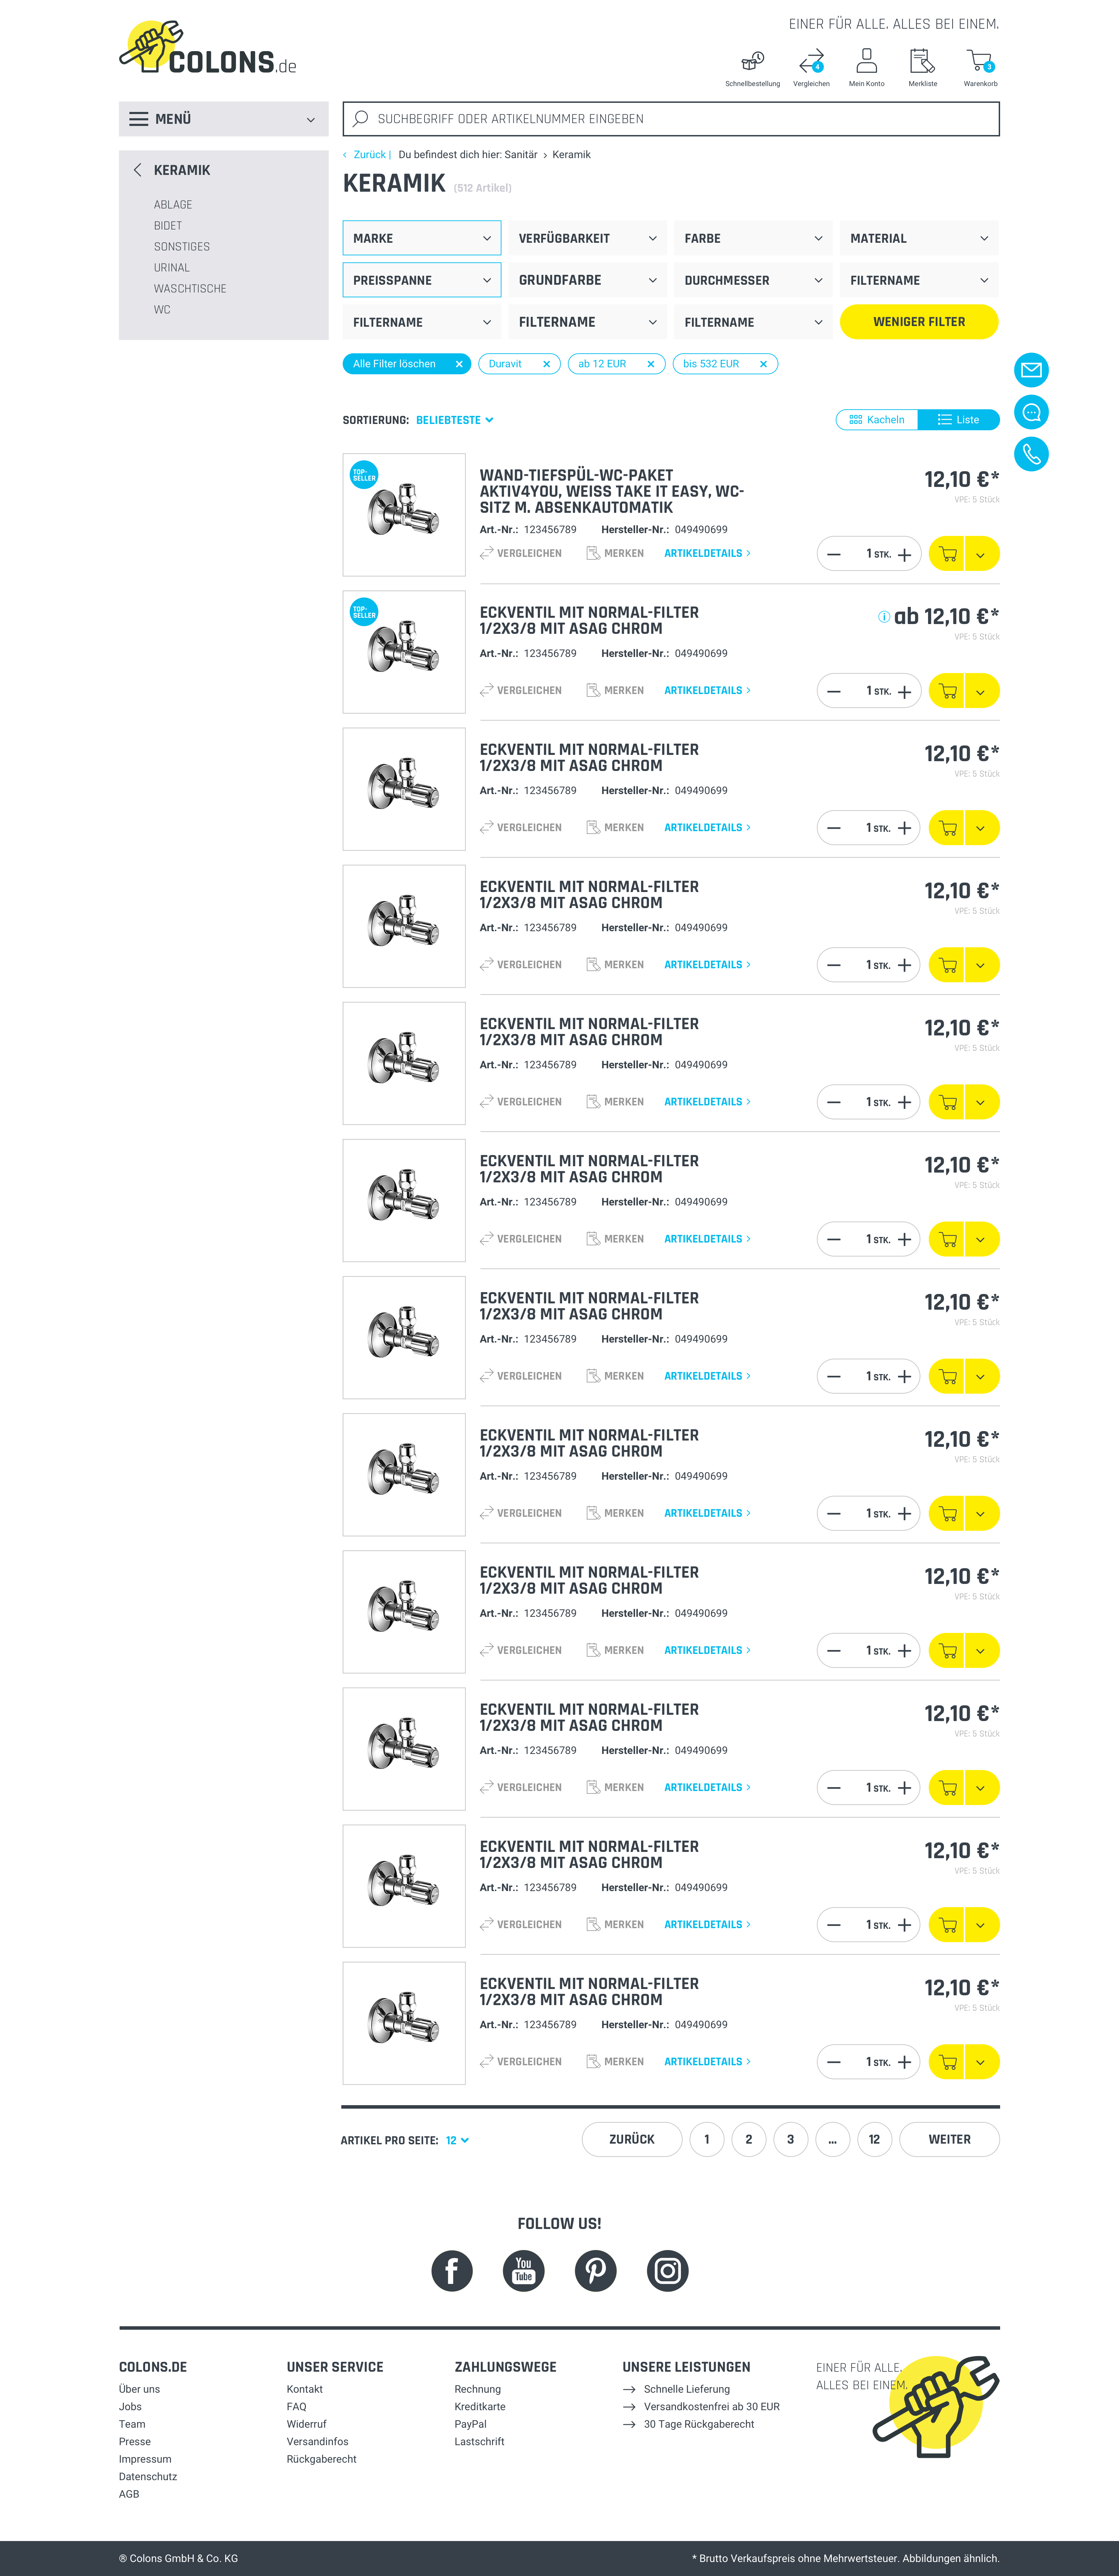 EINER FÜR ALLE. ALLES BEI EINEM.
COLONS.de
Schnellbestellung
4
Vergleichen
Mein Konto
Merkliste
3
Warenkorb
MENÜ
SUCHBEGRIFF ODER ARTIKELNUMMER EINGEBEN
KERAMIK
ABLAGE
BIDET
SONSTIGES
URINAL
WASCHTISCHE
WC
Zurück | Du befindest dich hier: Sanitär > Keramik
KERAMIK (512 Artikel)
MARKE
VERFÜGBARKEIT
FARBE
MATERIAL
PREISSPANNE
GRUNDFARBE
DURCHMESSER
FILTERNAME
FILTERNAME
FILTERNAME
FILTERNAME
WENIGER FILTER
Alle Filter löschen
Duravit
ab 12 EUR
bis 532 EUR
SORTIERUNG: BELIEBTESTE
Kacheln
Liste
TOP-
SELLER
WAND-TIEFSPÜL-WC-PAKET
AKTIV4YOU, WEISS TAKE IT EASY, WC-
SITZ M. ABSENKAUTOMATIK
Art.-Nr.: 123456789 Hersteller-Nr.: 049490699
VERGLEICHEN MERKEN ARTIKELDETAILS
12,10 €*
VPE: 5 Stück
1 STK.
TOP-
SELLER
ECKVENTIL MIT NORMAL-FILTER
1/2X3/8 MIT ASAG CHROM
Art.-Nr.: 123456789 Hersteller-Nr.: 049490699
VERGLEICHEN MERKEN ARTIKELDETAILS
i ab 12,10 €*
VPE: 5 Stück
1 STK.
ECKVENTIL MIT NORMAL-FILTER
1/2X3/8 MIT ASAG CHROM
Art.-Nr.: 123456789 Hersteller-Nr.: 049490699
VERGLEICHEN MERKEN ARTIKELDETAILS
12,10 €*
VPE: 5 Stück
1 STK.
ECKVENTIL MIT NORMAL-FILTER
1/2X3/8 MIT ASAG CHROM
Art.-Nr.: 123456789 Hersteller-Nr.: 049490699
VERGLEICHEN MERKEN ARTIKELDETAILS
12,10 €*
VPE: 5 Stück
1 STK.
ECKVENTIL MIT NORMAL-FILTER
1/2X3/8 MIT ASAG CHROM
Art.-Nr.: 123456789 Hersteller-Nr.: 049490699
VERGLEICHEN MERKEN ARTIKELDETAILS
12,10 €*
VPE: 5 Stück
1 STK.
ECKVENTIL MIT NORMAL-FILTER
1/2X3/8 MIT ASAG CHROM
Art.-Nr.: 123456789 Hersteller-Nr.: 049490699
VERGLEICHEN MERKEN ARTIKELDETAILS
12,10 €*
VPE: 5 Stück
1 STK.
ECKVENTIL MIT NORMAL-FILTER
1/2X3/8 MIT ASAG CHROM
Art.-Nr.: 123456789 Hersteller-Nr.: 049490699
VERGLEICHEN MERKEN ARTIKELDETAILS
12,10 €*
VPE: 5 Stück
1 STK.
ECKVENTIL MIT NORMAL-FILTER
1/2X3/8 MIT ASAG CHROM
Art.-Nr.: 123456789 Hersteller-Nr.: 049490699
VERGLEICHEN MERKEN ARTIKELDETAILS
12,10 €*
VPE: 5 Stück
1 STK.
ECKVENTIL MIT NORMAL-FILTER
1/2X3/8 MIT ASAG CHROM
Art.-Nr.: 123456789 Hersteller-Nr.: 049490699
VERGLEICHEN MERKEN ARTIKELDETAILS
12,10 €*
VPE: 5 Stück
1 STK.
ECKVENTIL MIT NORMAL-FILTER
1/2X3/8 MIT ASAG CHROM
Art.-Nr.: 123456789 Hersteller-Nr.: 049490699
VERGLEICHEN MERKEN ARTIKELDETAILS
12,10 €*
VPE: 5 Stück
1 STK.
ECKVENTIL MIT NORMAL-FILTER
1/2X3/8 MIT ASAG CHROM
Art.-Nr.: 123456789 Hersteller-Nr.: 049490699
VERGLEICHEN MERKEN ARTIKELDETAILS
12,10 €*
VPE: 5 Stück
1 STK.
ECKVENTIL MIT NORMAL-FILTER
1/2X3/8 MIT ASAG CHROM
Art.-Nr.: 123456789 Hersteller-Nr.: 049490699
VERGLEICHEN MERKEN ARTIKELDETAILS
12,10 €*
VPE: 5 Stück
1 STK.
ARTIKEL PRO SEITE: 12
ZURÜCK 1 2 3 ... 12 WEITER
FOLLOW US!
You
Tube
COLONS.DE
Über uns
Jobs
Team
Presse
Impressum
Datenschutz
AGB
UNSER SERVICE
Kontakt
FAQ
Widerruf
Versandinfos
Rückgaberecht
ZAHLUNGSWEGE
Rechnung
Kreditkarte
PayPal
Lastschrift
UNSERE LEISTUNGEN
Schnelle Lieferung
Versandkostenfrei ab 30 EUR
30 Tage Rückgaberecht
EINER FÜR ALLE.
ALLES BEI EINEM.
® Colons GmbH & Co. KG
* Brutto Verkaufspreis ohne Mehrwertsteuer. Abbildungen ähnlich.